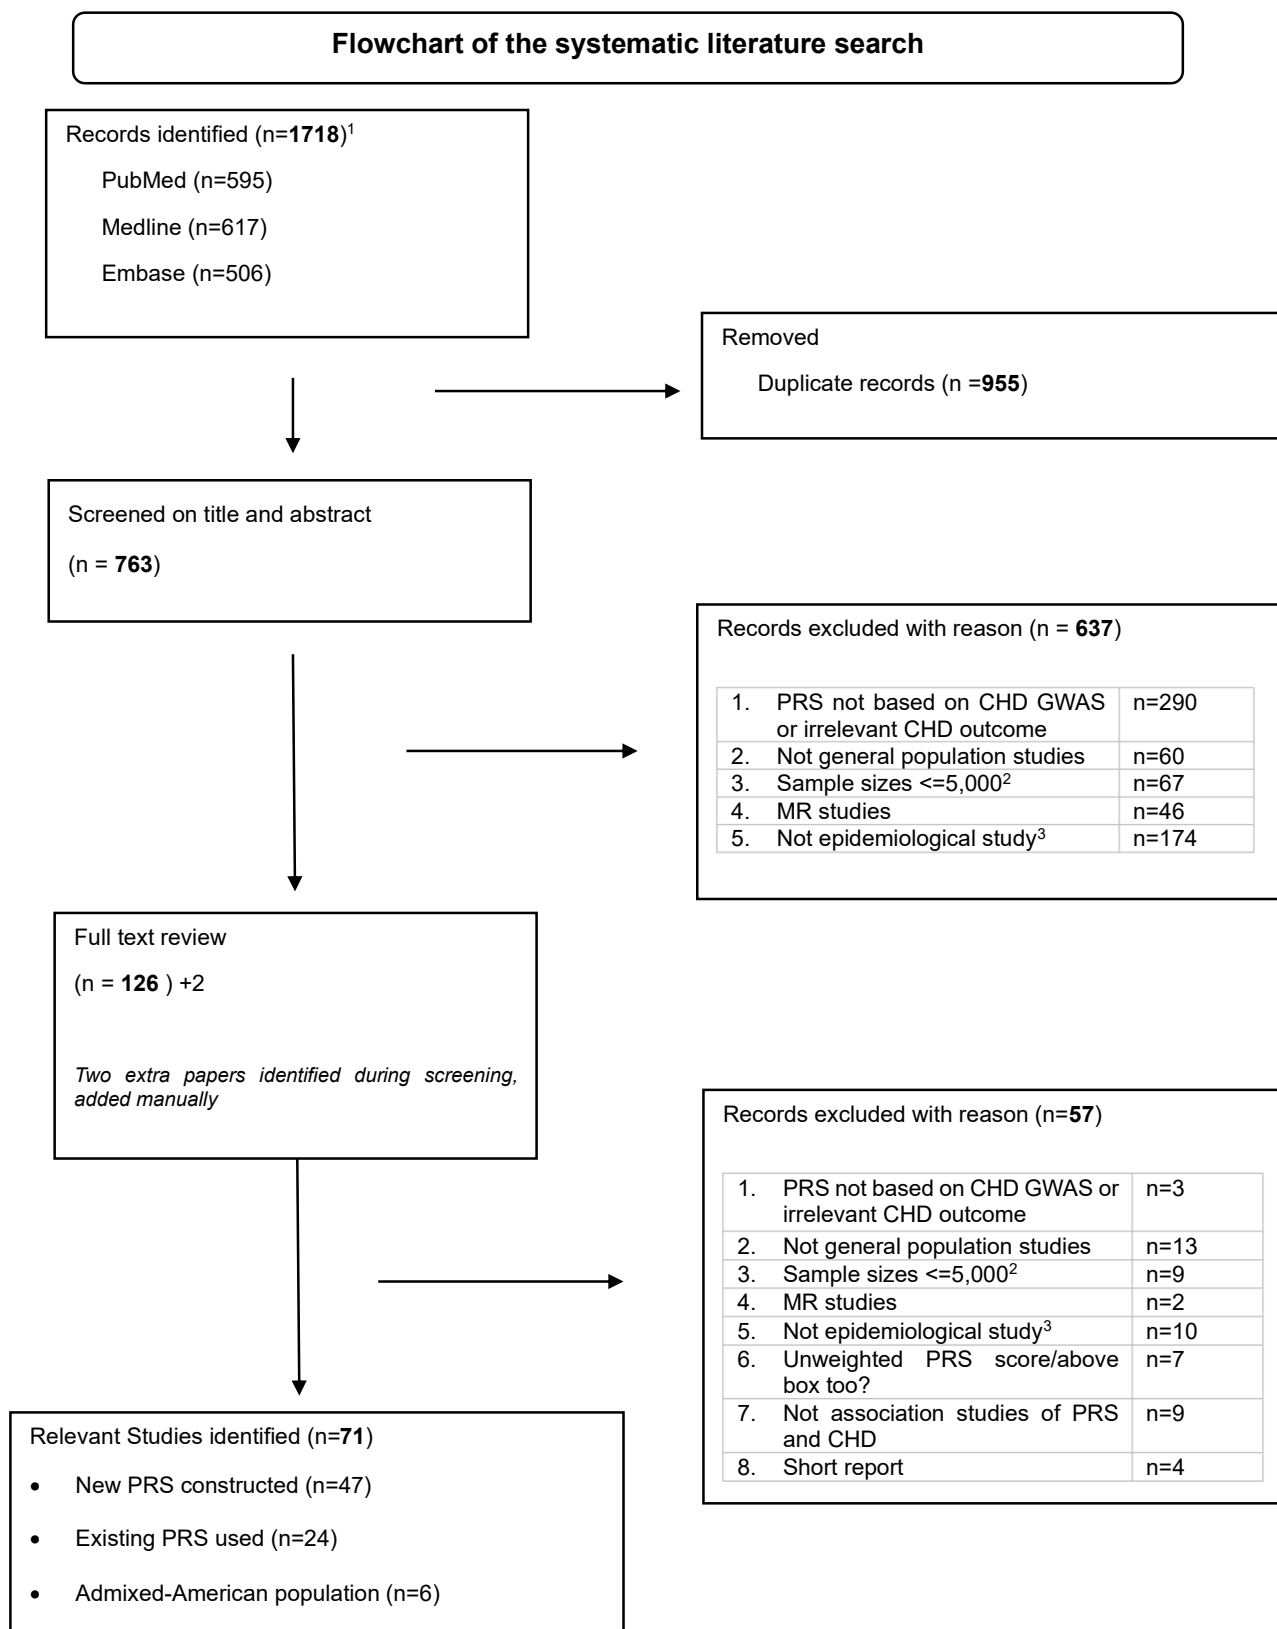 Flowchart of the systematic literature search
Records identified (n=1718)¹
PubMed (n=595)
Medline (n=617)
Embase (n=506)
Removed
Duplicate records (n =955)
Screened on title and abstract
(n = 763)
Records excluded with reason (n = 637)
1. PRS not based on CHD GWAS n=290
or irrelevant CHD outcome
2. Not general population studies n=60
3. Sample sizes <=5,000² n=67
4. MR studies n=46
5. Not epidemiological study³ n=174
Full text review
(n = 126 ) +2
Two extra papers identified during screening,
added manually
Records excluded with reason (n=57)
1. PRS not based on CHD GWAS or n=3
irrelevant CHD outcome
2. Not general population studies n=13
3. Sample sizes <=5,000² n=9
4. MR studies n=2
5. Not epidemiological study³ n=10
6. Unweighted PRS score/above n=7
box too?
7. Not association studies of PRS n=9
and CHD
8. Short report n=4
Relevant Studies identified (n=71)
• New PRS constructed (n=47)
• Existing PRS used (n=24)
• Admixed-American population (n=6)